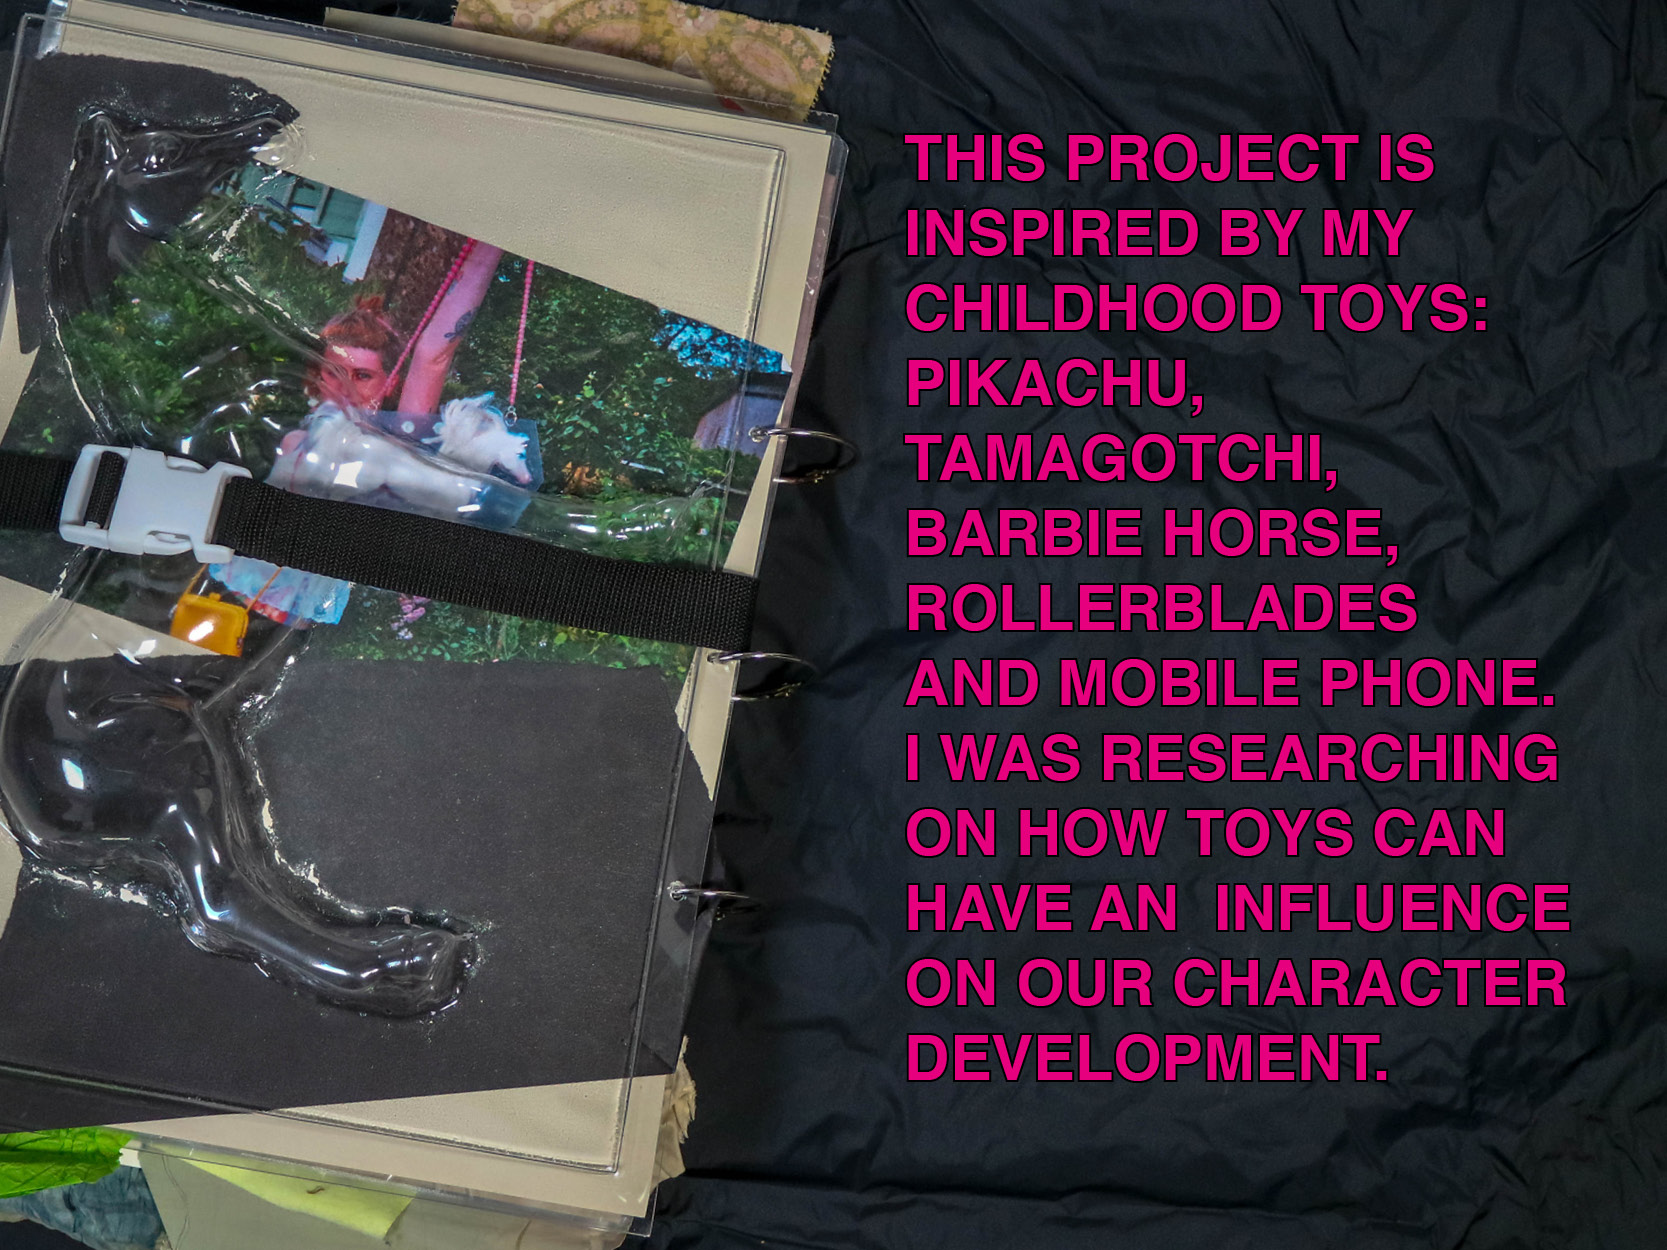 THIS PROJECT IS
INSPIRED BY MY
CHILDHOOD TOYS:
PIKACHU,
TAMAGOTCHI,
BARBIE HORSE,
ROLLERBLADES
AND MOBILE PHONE.
I WAS RESEARCHING
ON HOW TOYS CAN
HAVE AN  INFLUENCE
ON OUR CHARACTER
DEVELOPMENT.